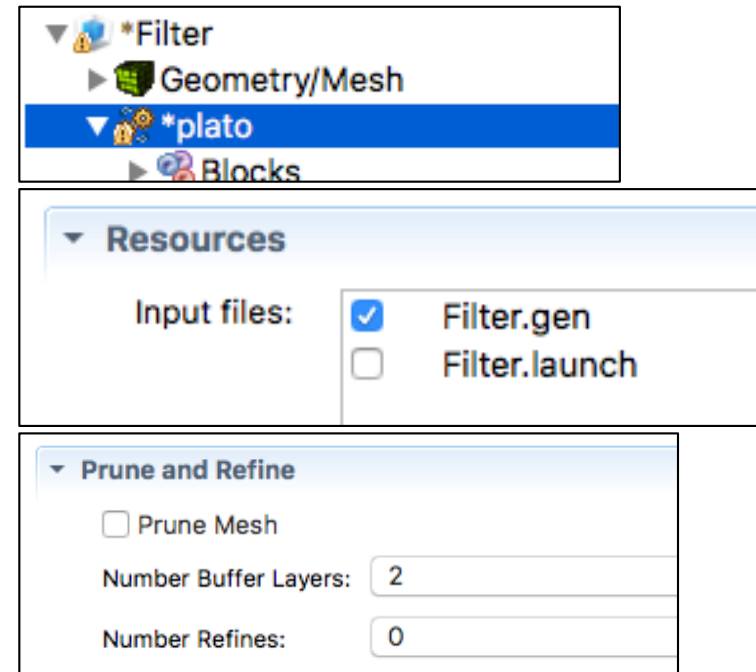 *Filter
Geometry/Mesh
*plato
Blocks
Resources
Input files:
Filter.gen
Filter.launch
Prune and Refine
Prune Mesh
Number Buffer Layers: 2
Number Refines: 0